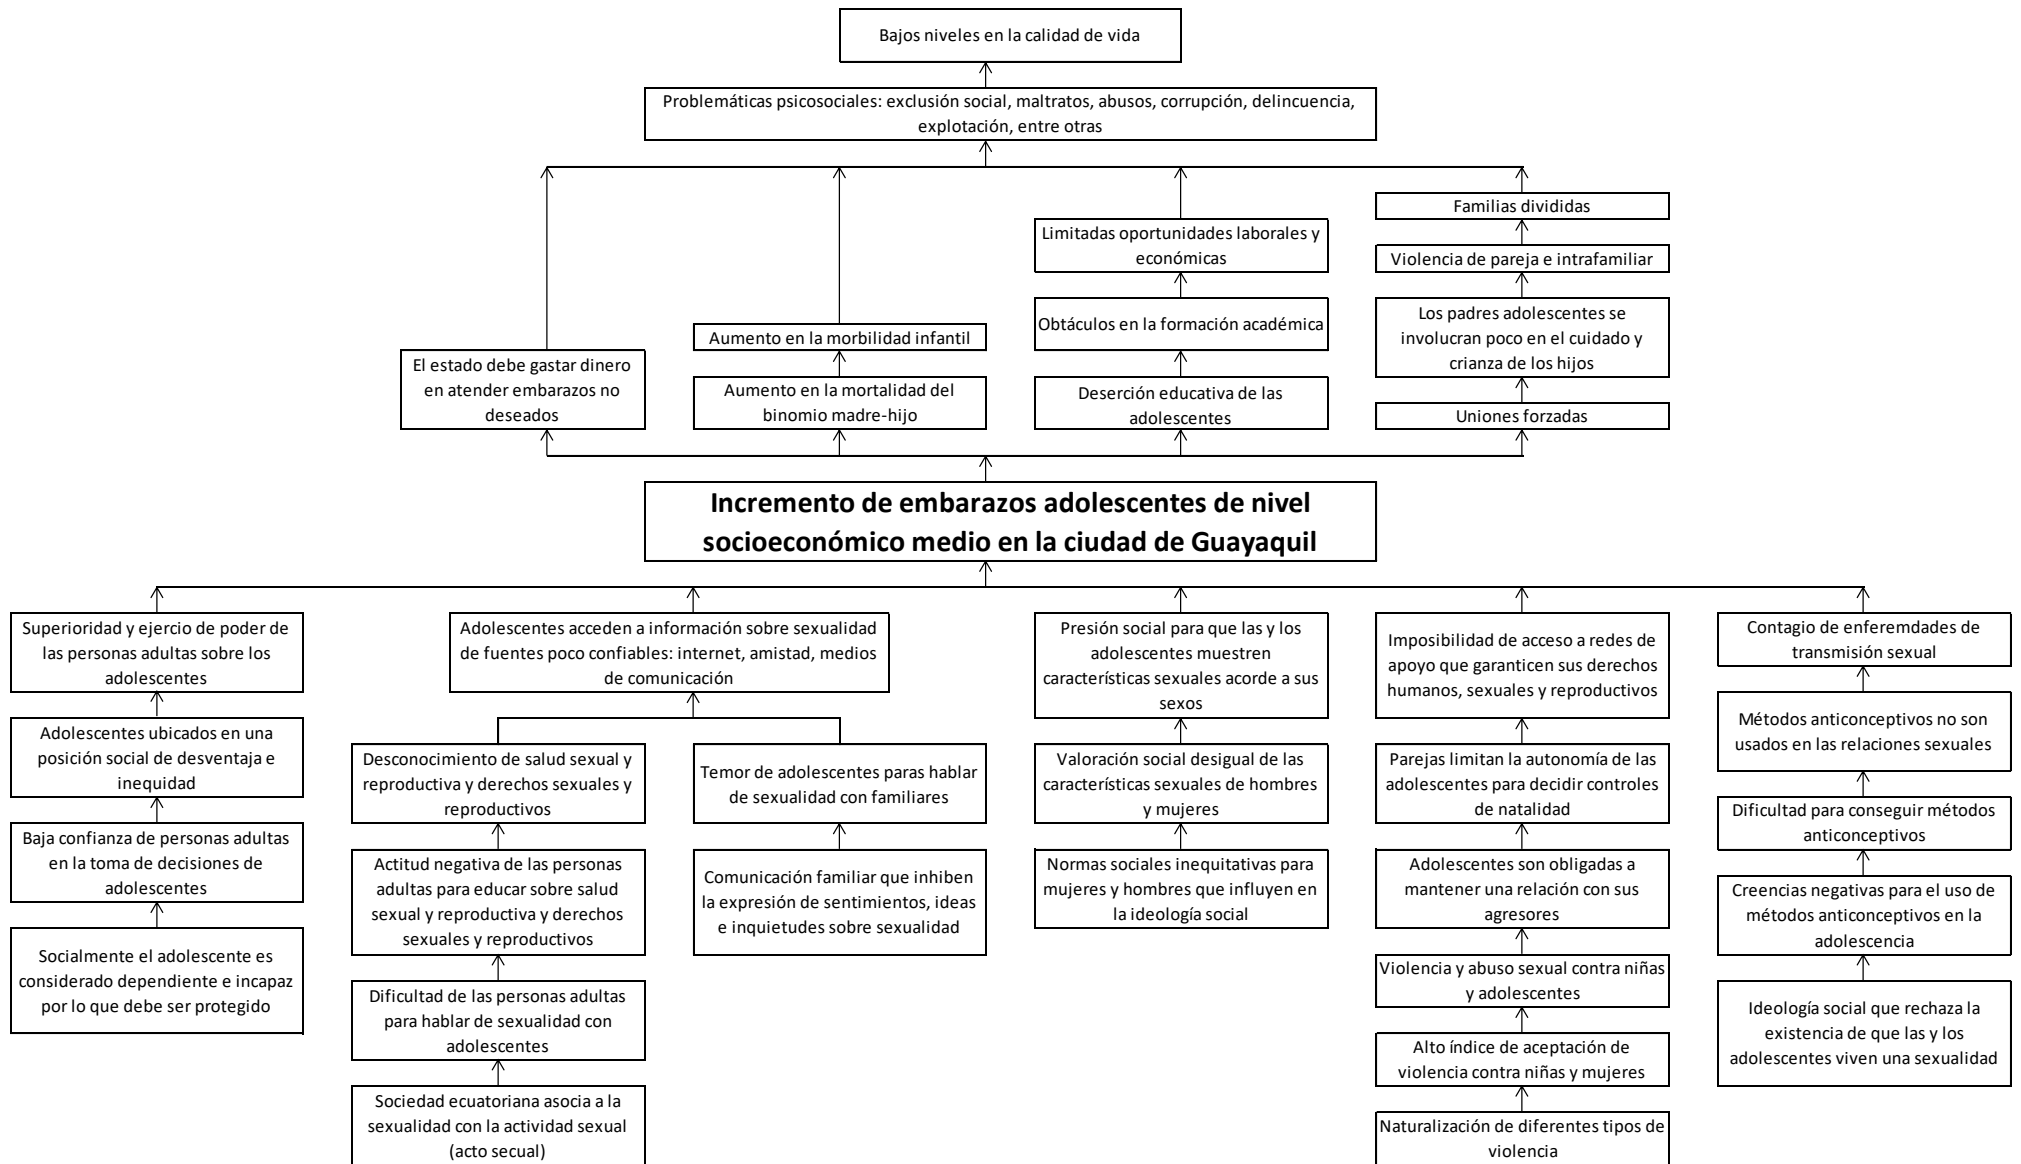 Bajos niveles en la calidad de vida
Problemáticas psicosociales: exclusión social, maltratos, abusos, corrupción, delincuencia,
explotación, entre otras
Familias divididas
Violencia de pareja e intrafamiliar
Los padres adolescentes se
involucran poco en el cuidado y
crianza de los hijos
Uniones forzadas
Limitadas oportunidades laborales y
económicas
Obtáculos en la formación académica
Deserción educativa de las
adolescentes
Aumento en la morbilidad infantil
Aumento en la mortalidad del
binomio madre-hijo
El estado debe gastar dinero
en atender embarazos no
deseados
Incremento de embarazos adolescentes de nivel
socioeconómico medio en la ciudad de Guayaquil
Superioridad y ejercio de poder de
las personas adultas sobre los
adolescentes
Adolescentes ubicados en una
posición social de desventaja e
inequidad
Baja confianza de personas adultas
en la toma de decisiones de
adolescentes
Socialmente el adolescente es
considerado dependiente e incapaz
por lo que debe ser protegido
Adolescentes acceden a información sobre sexualidad
de fuentes poco confiables: internet, amistad, medios
de comunicación
Desconocimiento de salud sexual y
reproductiva y derechos sexuales y
reproductivos
Actitud negativa de las personas
adultas para educar sobre salud
sexual y reproductiva y derechos
sexuales y reproductivos
Dificultad de las personas adultas
para hablar de sexualidad con
adolescentes
Sociedad ecuatoriana asocia a la
sexualidad con la actividad sexual
(acto secual)
Temor de adolescentes paras hablar
de sexualidad con familiares
Comunicación familiar que inhiben
la expresión de sentimientos, ideas
e inquietudes sobre sexualidad
Presión social para que las y los
adolescentes muestren
características sexuales acorde a sus
sexos
Valoración social desigual de las
características sexuales de hombres
y mujeres
Normas sociales inequitativas para
mujeres y hombres que influyen en
la ideología social
Imposibilidad de acceso a redes de
apoyo que garanticen sus derechos
humanos, sexuales y reproductivos
Parejas limitan la autonomía de las
adolescentes para decidir controles
de natalidad
Adolescentes son obligadas a
mantener una relación con sus
agresores
Violencia y abuso sexual contra niñas
y adolescentes
Alto índice de aceptación de
violencia contra niñas y mujeres
Naturalización de diferentes tipos de
violencia
Contagio de enferemdades de
transmisión sexual
Métodos anticonceptivos no son
usados en las relaciones sexuales
Dificultad para conseguir métodos
anticonceptivos
Creencias negativas para el uso de
métodos anticonceptivos en la
adolescencia
Ideología social que rechaza la
existencia de que las y los
adolescentes viven una sexualidad